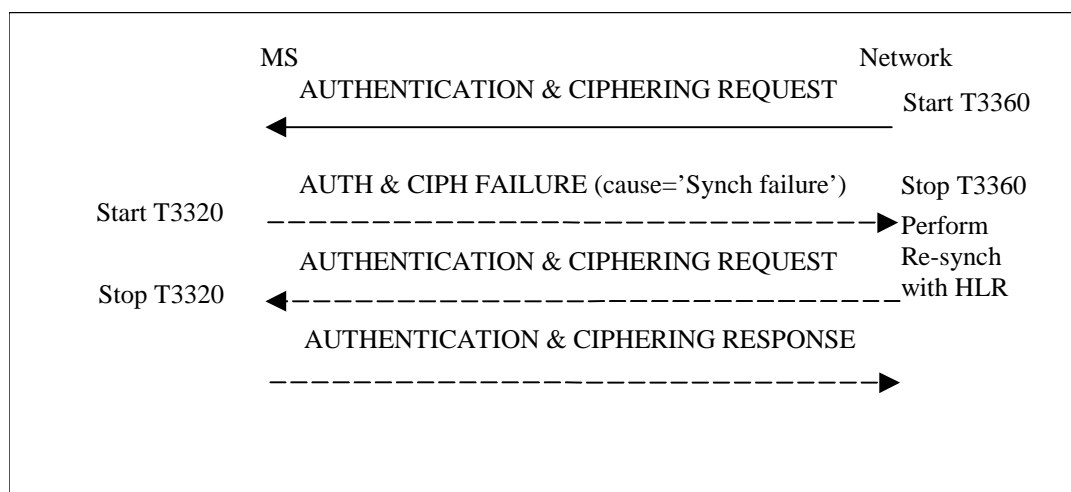 MS
Network
AUTHENTICATION & CIPHERING REQUEST
Start T3360
AUTH & CIPH FAILURE (cause=’Synch failure’)
Stop T3360
Start T3320
Perform
Re-synch
with HLR
AUTHENTICATION & CIPHERING REQUEST
Stop T3320
AUTHENTICATION & CIPHERING RESPONSE